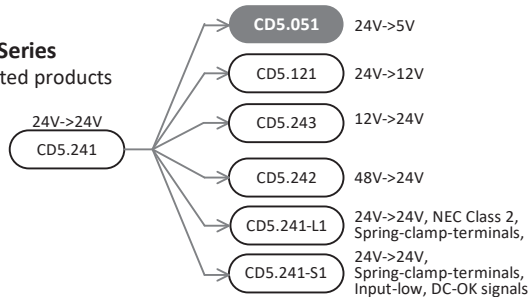 Series
ted products
24V->24V
CD5.241
CD5.051 24V->5V
CD5.121 24V->12V
CD5.243 12V->24V
CD5.242 48V->24V
CD5.241-L1 24V->24V, NEC Class 2,
Spring-clamp-terminals,
CD5.241-S1 24V->24V,
Spring-clamp-terminals,
Input-low, DC-OK signals